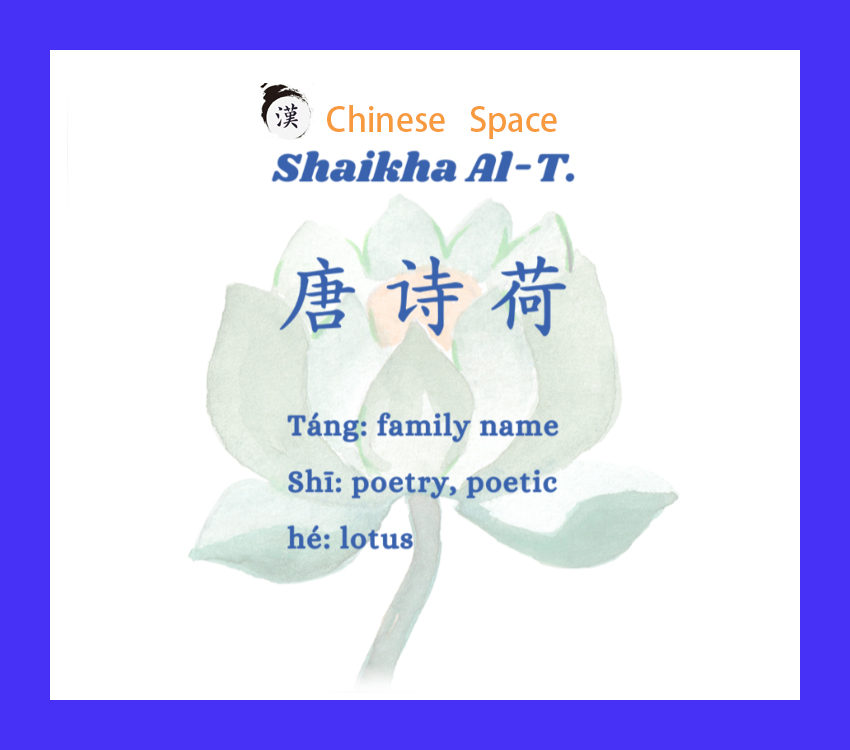 漢 Chinese Space
Shaikha Al-T.
唐诗荷
Táng: family name
Shī: poetry, poetic
hé: lotus